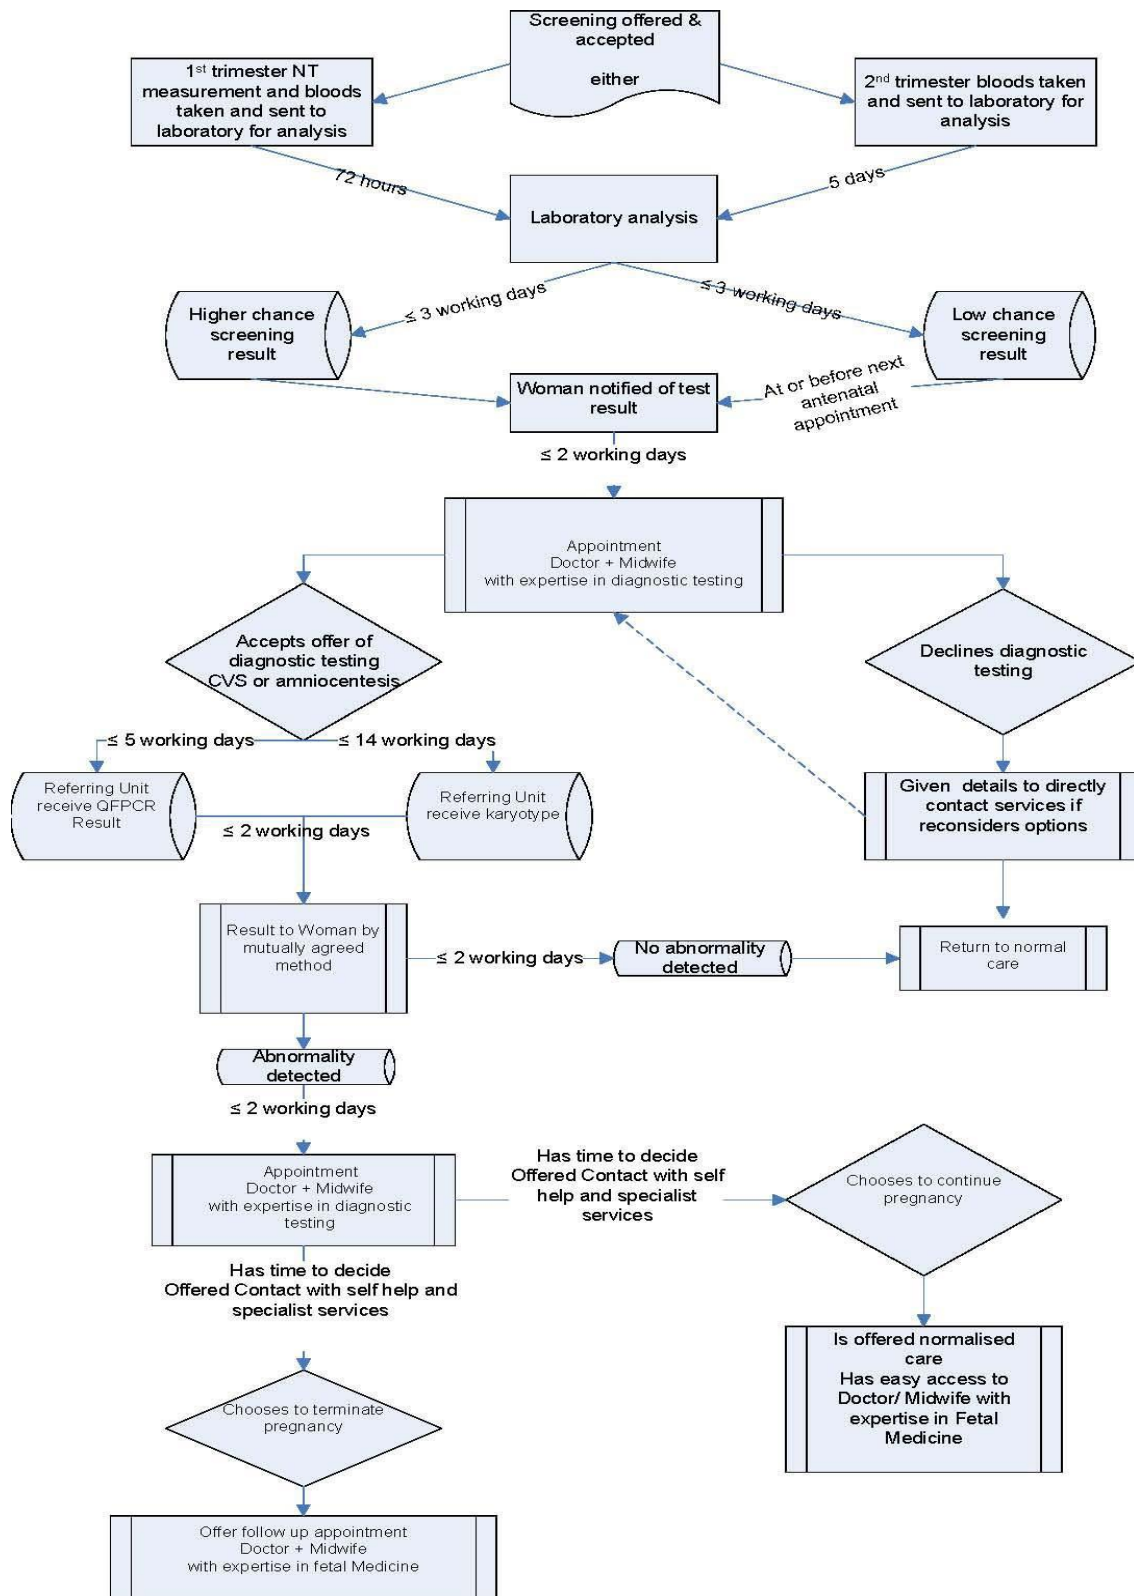 Screening offered &
accepted
either
1st trimester NT
measurement and bloods
taken and sent to
laboratory for analysis
2nd trimester bloods taken
and sent to laboratory for
analysis
72 hours
5 days
Laboratory analysis
≤ 3 working days
≤ 3 working days
Higher chance
screening
result
Low chance
screening
result
Woman notified of test
result
At or before next
antenatal
appointment
≤ 2 working days
Appointment
Doctor + Midwife
with expertise in diagnostic testing
Accepts offer of
diagnostic testing
CVS or amniocentesis
Declines diagnostic
testing
≤ 5 working days
≤ 14 working days
Referring Unit
receive QFPCR
Result
≤ 2 working days
Referring Unit
receive karyotype
Given details to directly
contact services if
reconsiders options
Result to Woman by
mutually agreed
method
≤ 2 working days
No abnormality
detected
Return to normal
care
Abnormality
detected
≤ 2 working days
Appointment
Doctor + Midwife
with expertise in diagnostic
testing
Has time to decide
Offered Contact with self
help and specialist
services
Chooses to continue
pregnancy
Has time to decide
Offered Contact with self help and
specialist services
Is offered normalised
care
Has easy access to
Doctor/ Midwife with
expertise in Fetal
Medicine
Chooses to terminate
pregnancy
Offer follow up appointment
Doctor + Midwife
with expertise in fetal Medicine